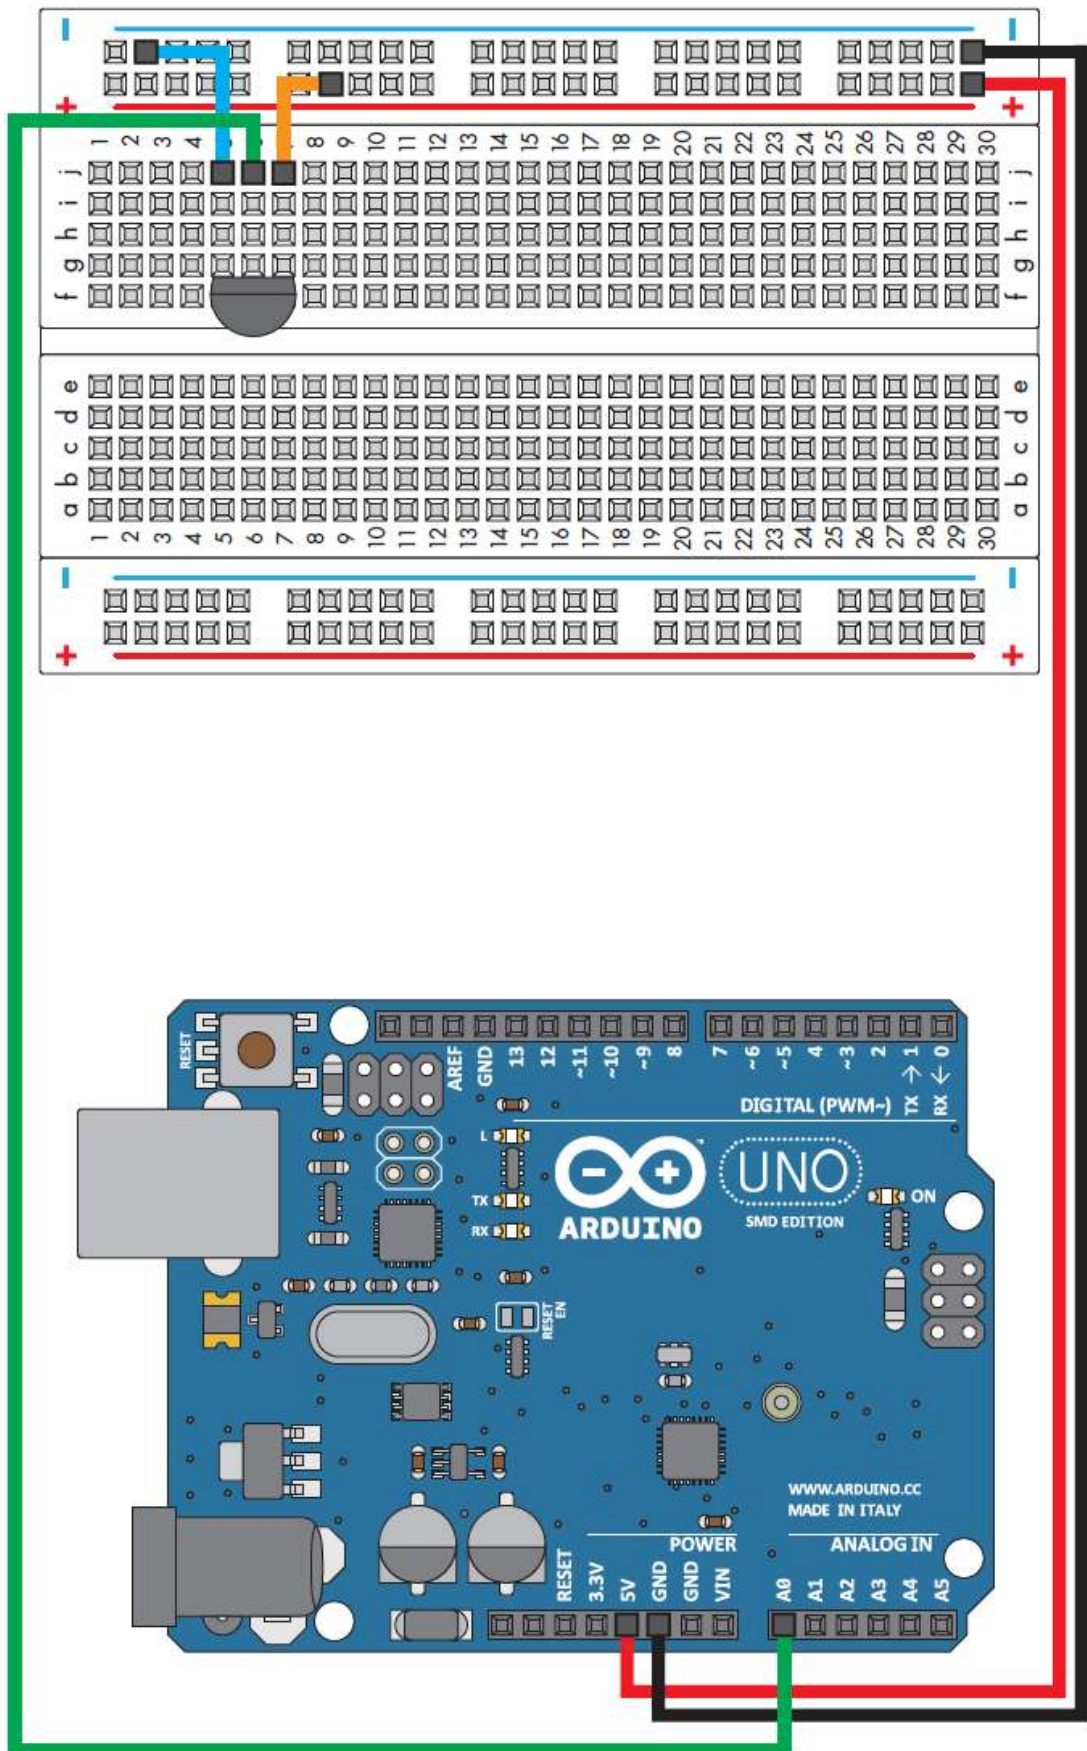 − −
+ +
1 2 3 4 5 6 7 8 9 10 11 12 13 14 15 16 17 18 19 20 21 22 23 24 25 26 27 28 29 30
j j
i i
h h
g g
f f
e e
d d
c c
b b
a a
1 2 3 4 5 6 7 8 9 10 11 12 13 14 15 16 17 18 19 20 21 22 23 24 25 26 27 28 29 30
− −
+ +
RESET
AREF GND 13 12 ~11 ~10 ~9 8 7 ~6 ~5 4 ~3 2 TX → 1 RX ← 0
DIGITAL (PWM~)
L
TX
RX
− +
ARDUINO
™
UNO
SMD EDITION
ON
RESET
EN
WWW.ARDUINO.CC
MADE IN ITALY
POWER
ANALOG IN
RESET 3.3V 5V GND GND VIN A0 A1 A2 A3 A4 A5